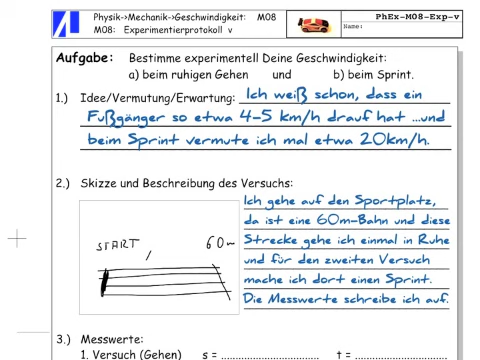 Physik->Mechanik->Geschwindigkeit: M08
M08: Experimentierprotokoll v
PhEx-M08-Exp-v
Name:
Aufgabe: Bestimme experimentell Deine Geschwindigkeit:
a) beim ruhigen Gehen und b) beim Sprint.
1.) Idee/Vermutung/Erwartung: Ich weiß schon, dass ein
Fußgänger so etwa 4-5 km/h drauf hat ...und
beim Sprint vermute ich mal etwa 20km/h.
2.) Skizze und Beschreibung des Versuchs:
START 60m
Ich gehe auf den Sportplatz,
da ist eine 60m-Bahn und diese
Strecke gehe ich einmal in Ruhe
und für den zweiten Versuch
mache ich dort einen Sprint.
Die Messwerte schreibe ich auf.
3.) Messwerte:
1. Versuch (Gehen) s = ................................ t = ................................